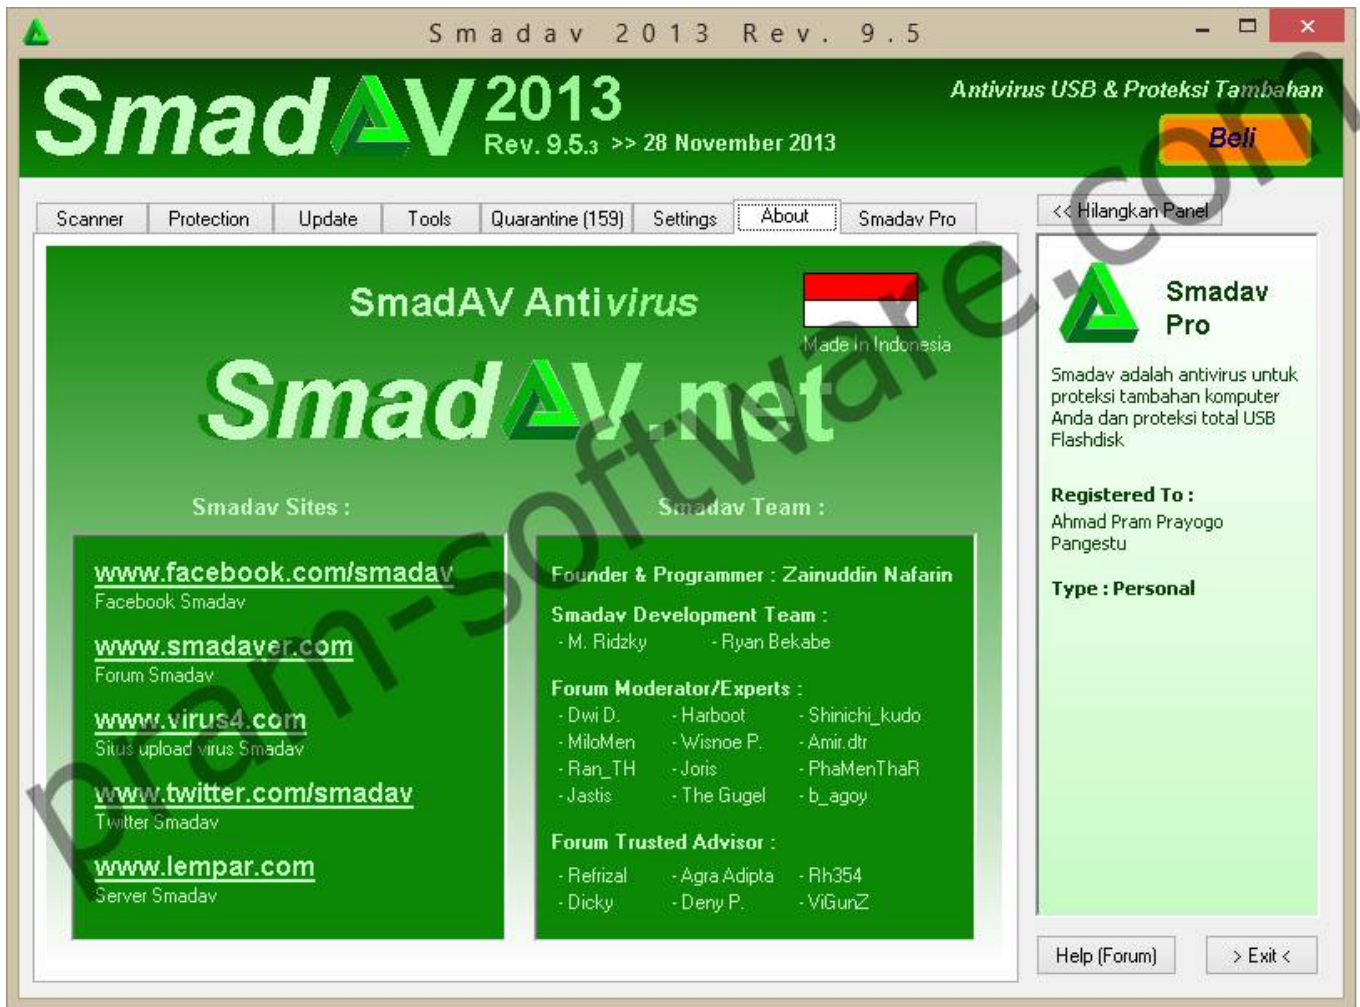 Smadav 2013 Rev. 9.5
SmadAV 2013
Rev. 9.5.3 >> 28 November 2013
Antivirus USB & Proteksi Tambahan
Beli
Scanner Protection Update Tools Quarantine (159) Settings About Smadav Pro
<< Hilangkan Panel
SmadAV Antivirus
Made In Indonesia
SmadAV.net
Smadav Sites :
www.facebook.com/smadav
Facebook Smadav
www.smadaver.com
Forum Smadav
www.virus4.com
Situs upload virus Smadav
www.twitter.com/smadav
Twitter Smadav
www.lempar.com
Server Smadav
Smadav Team :
Founder & Programmer : Zainuddin Nafarin
Smadav Development Team :
- M. Ridzky - Ryan Bekabe
Forum Moderator/Experts :
- Dwi D. - Harboot - Shinichi_kudo
- MiloMen - Wisnoe P. - Amir.dtr
- Ran_TH - Joris - PhaMenThaR
- Jastis - The Gugel - b_agoy
Forum Trusted Advisor :
- Refrizal - Agra Adipta - Rh354
- Dicky - Deny P. - ViGunZ
Smadav
Pro
Smadav adalah antivirus untuk
proteksi tambahan komputer
Anda dan proteksi total USB
Flashdisk
Registered To :
Ahmad Pram Prayogo
Pangestu
Type : Personal
Help (Forum) > Exit <
pram-software.com